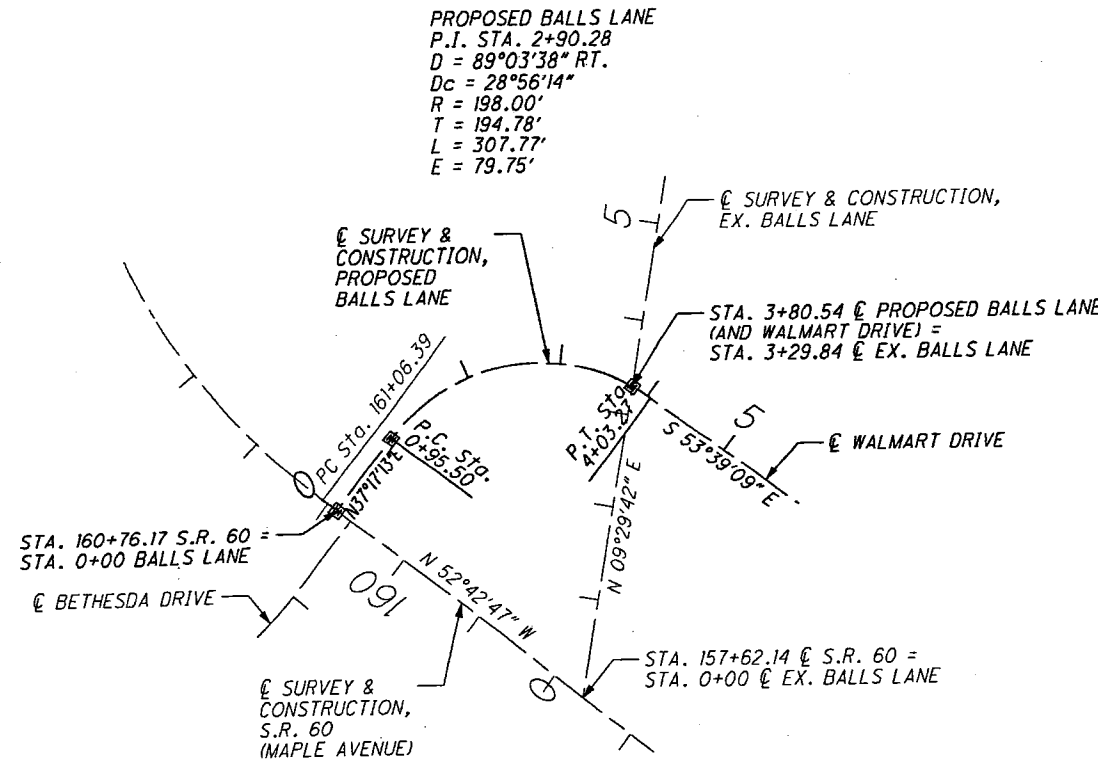 PROPOSED BALLS LANE
P.I. STA. 2+90.28
D = 89°03'38" RT.
Dc = 28°56'14"
R = 198.00'
T = 194.78'
L = 307.77'
E = 79.75'
5
℄ SURVEY & CONSTRUCTION,
EX. BALLS LANE
℄ SURVEY &
CONSTRUCTION,
PROPOSED
BALLS LANE
STA. 3+80.54 ℄ PROPOSED BALLS LANE
(AND WALMART DRIVE) =
STA. 3+29.84 ℄ EX. BALLS LANE
PC Sta. 161+06.39
P.C. Sta.
0+95.50
P.T. Sta.
4+03.27
5
S 53°39'09" E
℄ WALMART DRIVE
N37°17'13"E
STA. 160+76.17 S.R. 60 =
STA. 0+00 BALLS LANE
℄ BETHESDA DRIVE
160
N 52°42'47" W
N 09°29'42" E
STA. 157+62.14 ℄ S.R. 60 =
STA. 0+00 ℄ EX. BALLS LANE
℄ SURVEY &
CONSTRUCTION,
S.R. 60
(MAPLE AVENUE)